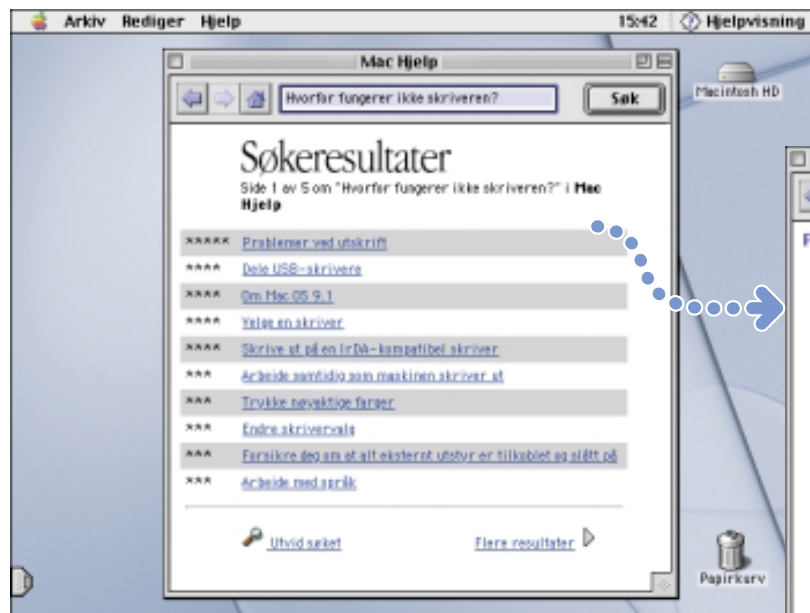 Arkiv Rediger Hjelp 15:42 Hjelpvisning
Mac Hjelp
Hvorfor fungerer ikke skriveren? Søk
Macintosh HD
Søkeresultater
Side 1 av 5 om "Hvorfor fungerer ikke skriveren?" i Mac
Hjelp
***** Problemer ved utskrift
**** Dele USB-skrivere
**** Om Mac OS 9.1
**** Velge en skriver
**** Skrive ut på en IrDA-kompatibel skriver
*** Arbeide samtidig som maskinen skriver ut
*** Trykke nøyaktige farger
*** Endre skrivervalg
*** Forsikre deg om at alt eksternt utstyr er tilkoblet og slått på
*** Arbeide med språk
Utvid søket Flere resultater
Papirkurv